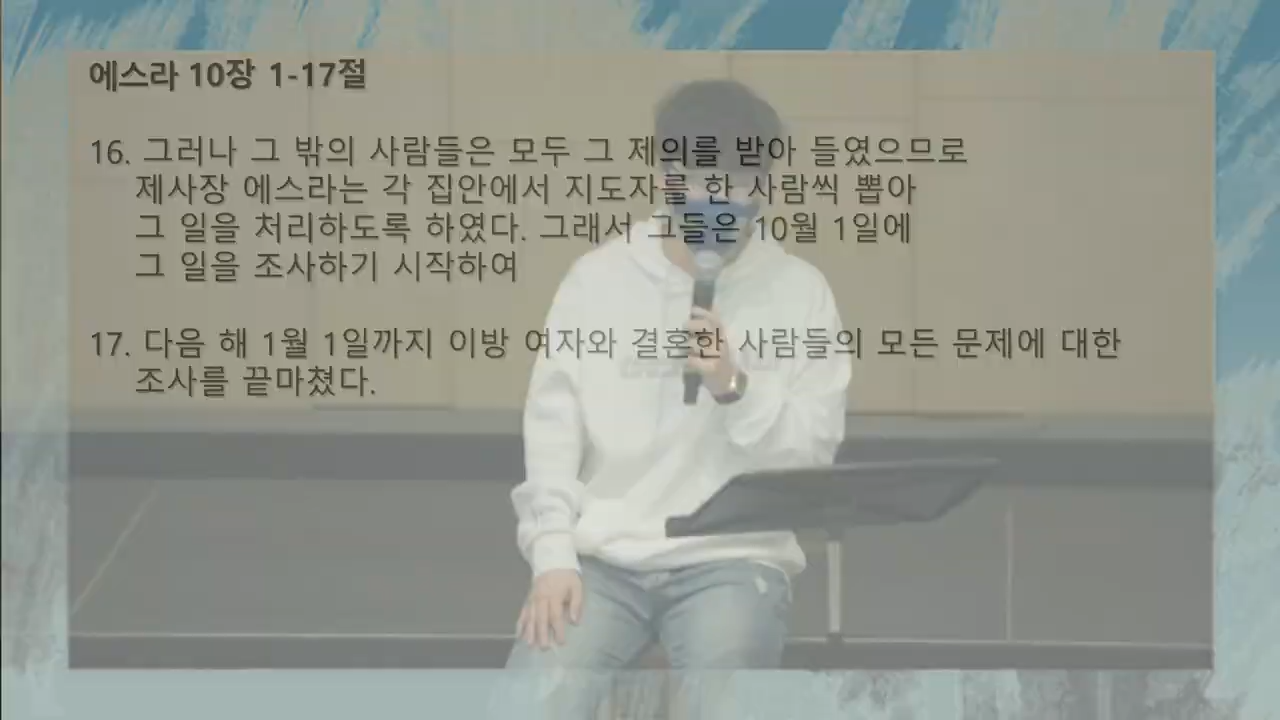 에스라 10장 1-17절
16. 그러나 그 밖의 사람들은 모두 그 제의를 받아 들였으므로
제사장 에스라는 각 집안에서 지도자를 한 사람씩 뽑아
그 일을 처리하도록 하였다. 그래서 그들은 10월 1일에
그 일을 조사하기 시작하여
17. 다음 해 1월 1일까지 이방 여자와 결혼한 사람들의 모든 문제에 대한
조사를 끝마쳤다.